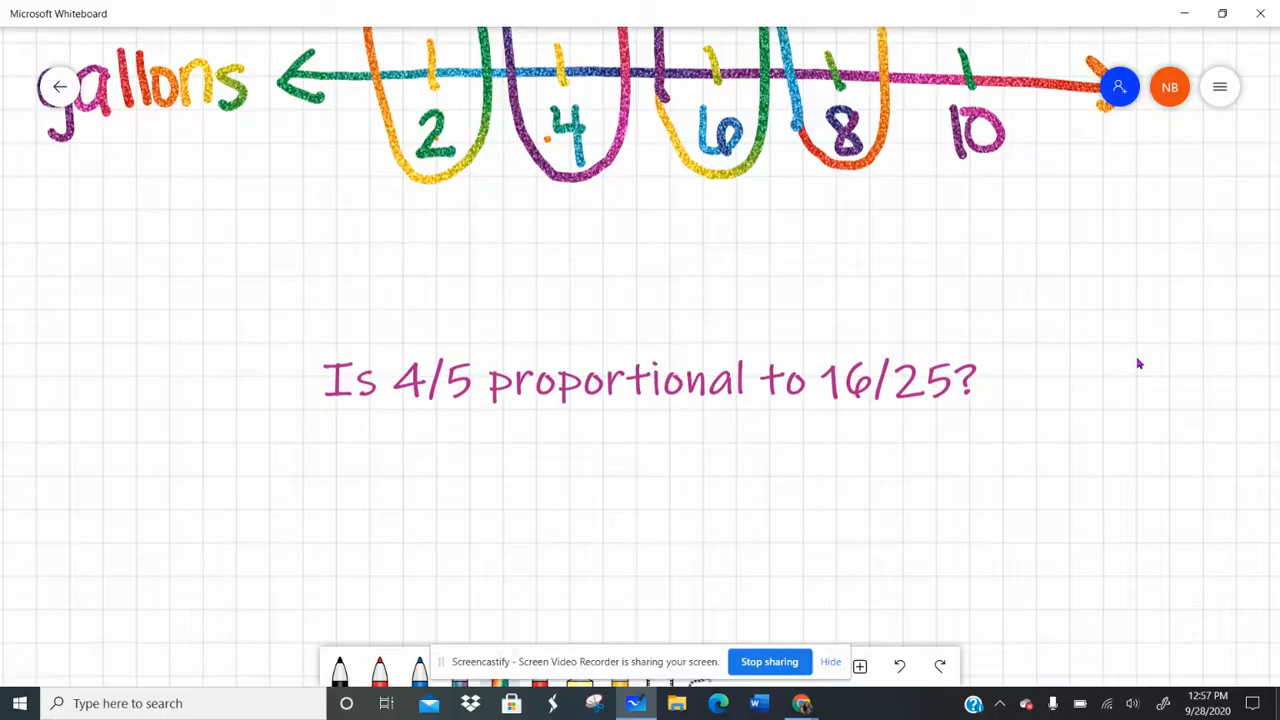 Microsoft Whiteboard
gallons
2 4 6 8 10
NB
Is 4/5 proportional to 16/25?
Screencastify - Screen Video Recorder is sharing your screen. Stop sharing Hide
Type here to search
12:57 PM
9/28/2020